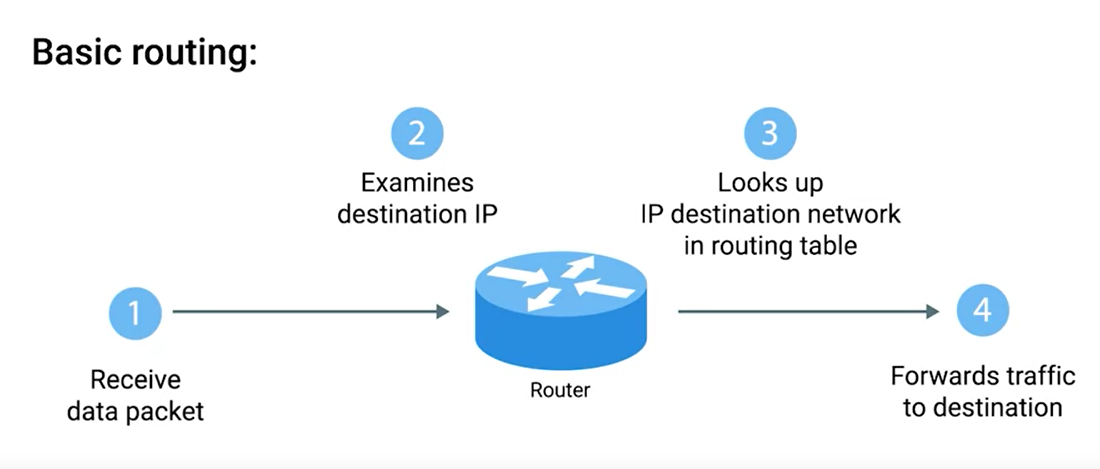 Basic routing:
1
Receive
data packet
2
Examines
destination IP
3
Looks up
IP destination network
in routing table
Router
4
Forwards traffic
to destination